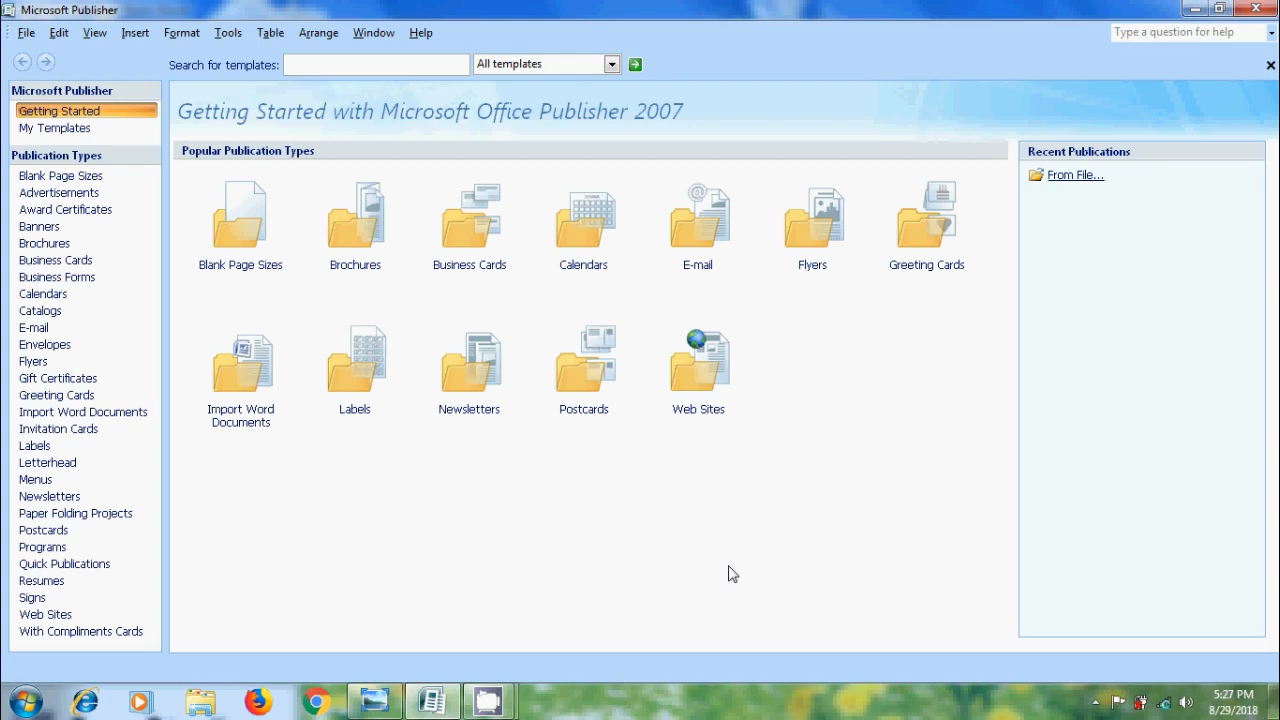 Microsoft Publisher
File Edit View Insert Format Tools Table Arrange Window Help
Type a question for help
Search for templates:
All templates
Microsoft Publisher
Getting Started
My Templates
Publication Types
Blank Page Sizes
Advertisements
Award Certificates
Banners
Brochures
Business Cards
Business Forms
Calendars
Catalogs
E-mail
Envelopes
Flyers
Gift Certificates
Greeting Cards
Import Word Documents
Invitation Cards
Labels
Letterhead
Menus
Newsletters
Paper Folding Projects
Postcards
Programs
Quick Publications
Resumes
Signs
Web Sites
With Compliments Cards
Getting Started with Microsoft Office Publisher 2007
Popular Publication Types
Blank Page Sizes
Brochures
Business Cards
Calendars
E-mail
Flyers
Greeting Cards
Import Word
Documents
Labels
Newsletters
Postcards
Web Sites
Recent Publications
From File...
5:27 PM
8/29/2018